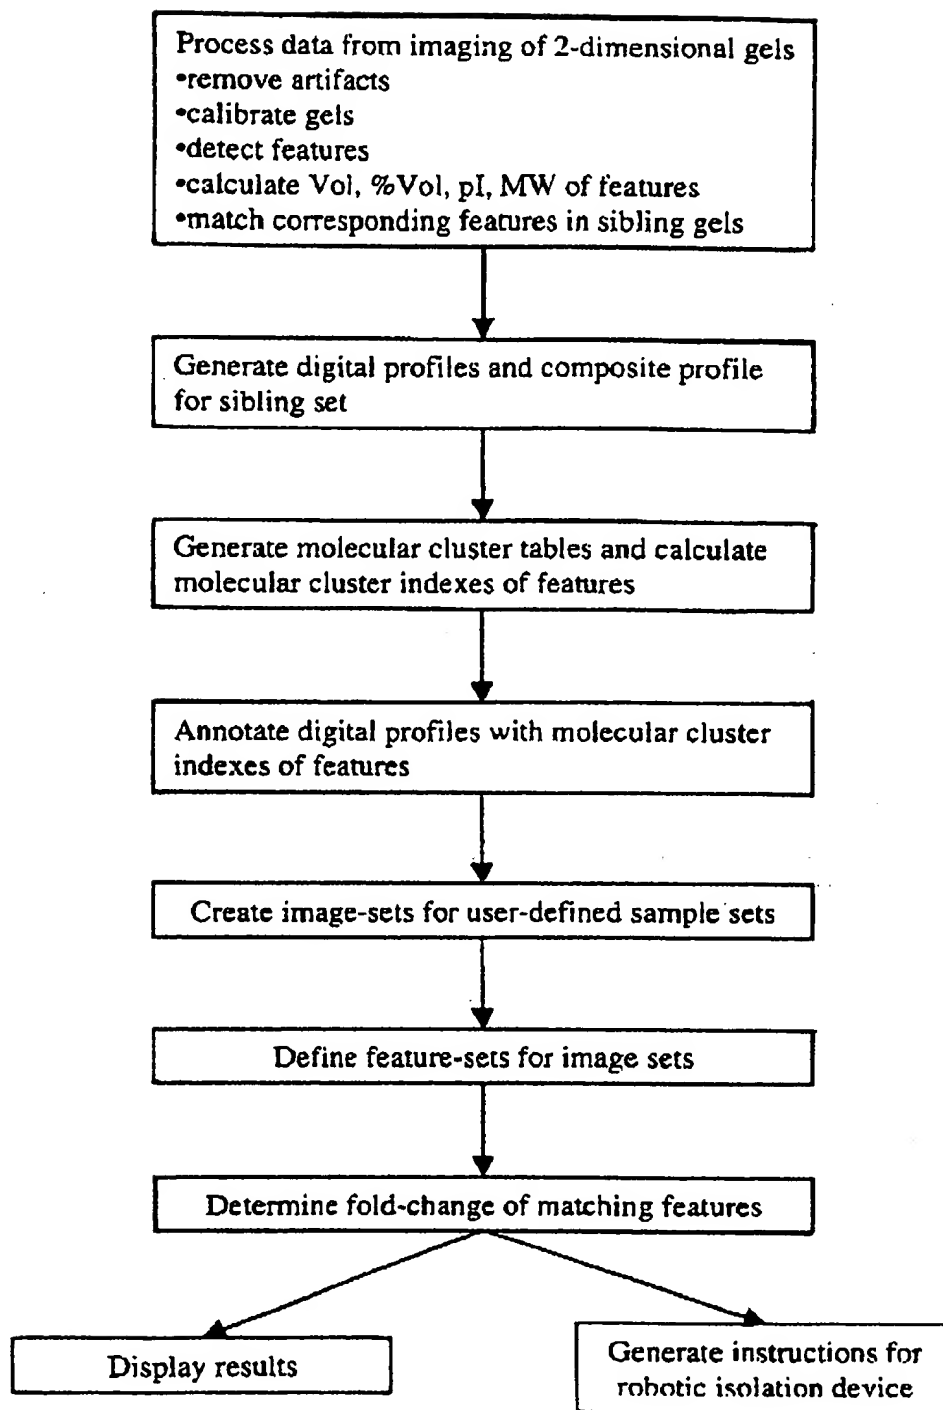 Process data from imaging of 2-dimensional gels
•remove artifacts
•calibrate gels
•detect features
•calculate Vol, %Vol, pI, MW of features
•match corresponding features in sibling gels
Generate digital profiles and composite profile
for sibling set
Generate molecular cluster tables and calculate
molecular cluster indexes of features
Annotate digital profiles with molecular cluster
indexes of features
Create image-sets for user-defined sample sets
Define feature-sets for image sets
Determine fold-change of matching features
Display results
Generate instructions for
robotic isolation device